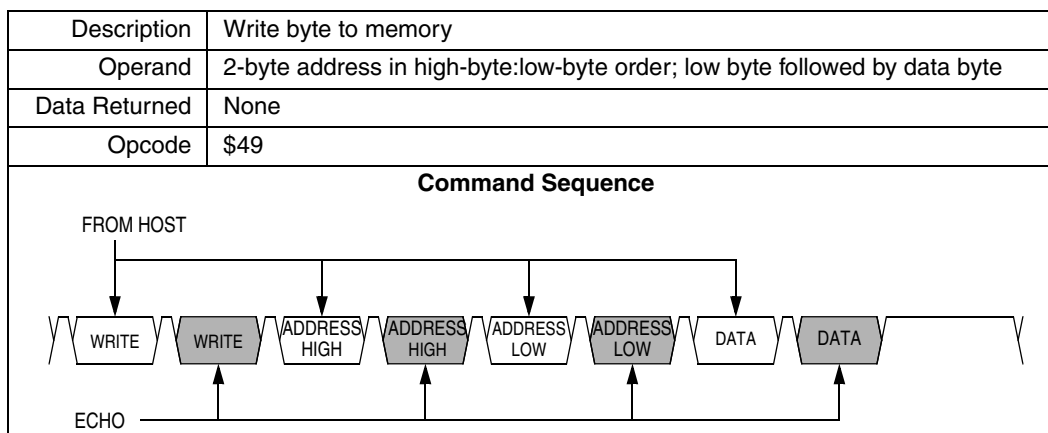 Description Write byte to memory
Operand 2-byte address in high-byte:low-byte order; low byte followed by data byte
Data Returned None
Opcode $49
Command Sequence
FROM HOST
WRITE WRITE ADDRESS HIGH ADDRESS HIGH ADDRESS LOW ADDRESS LOW DATA DATA
ECHO